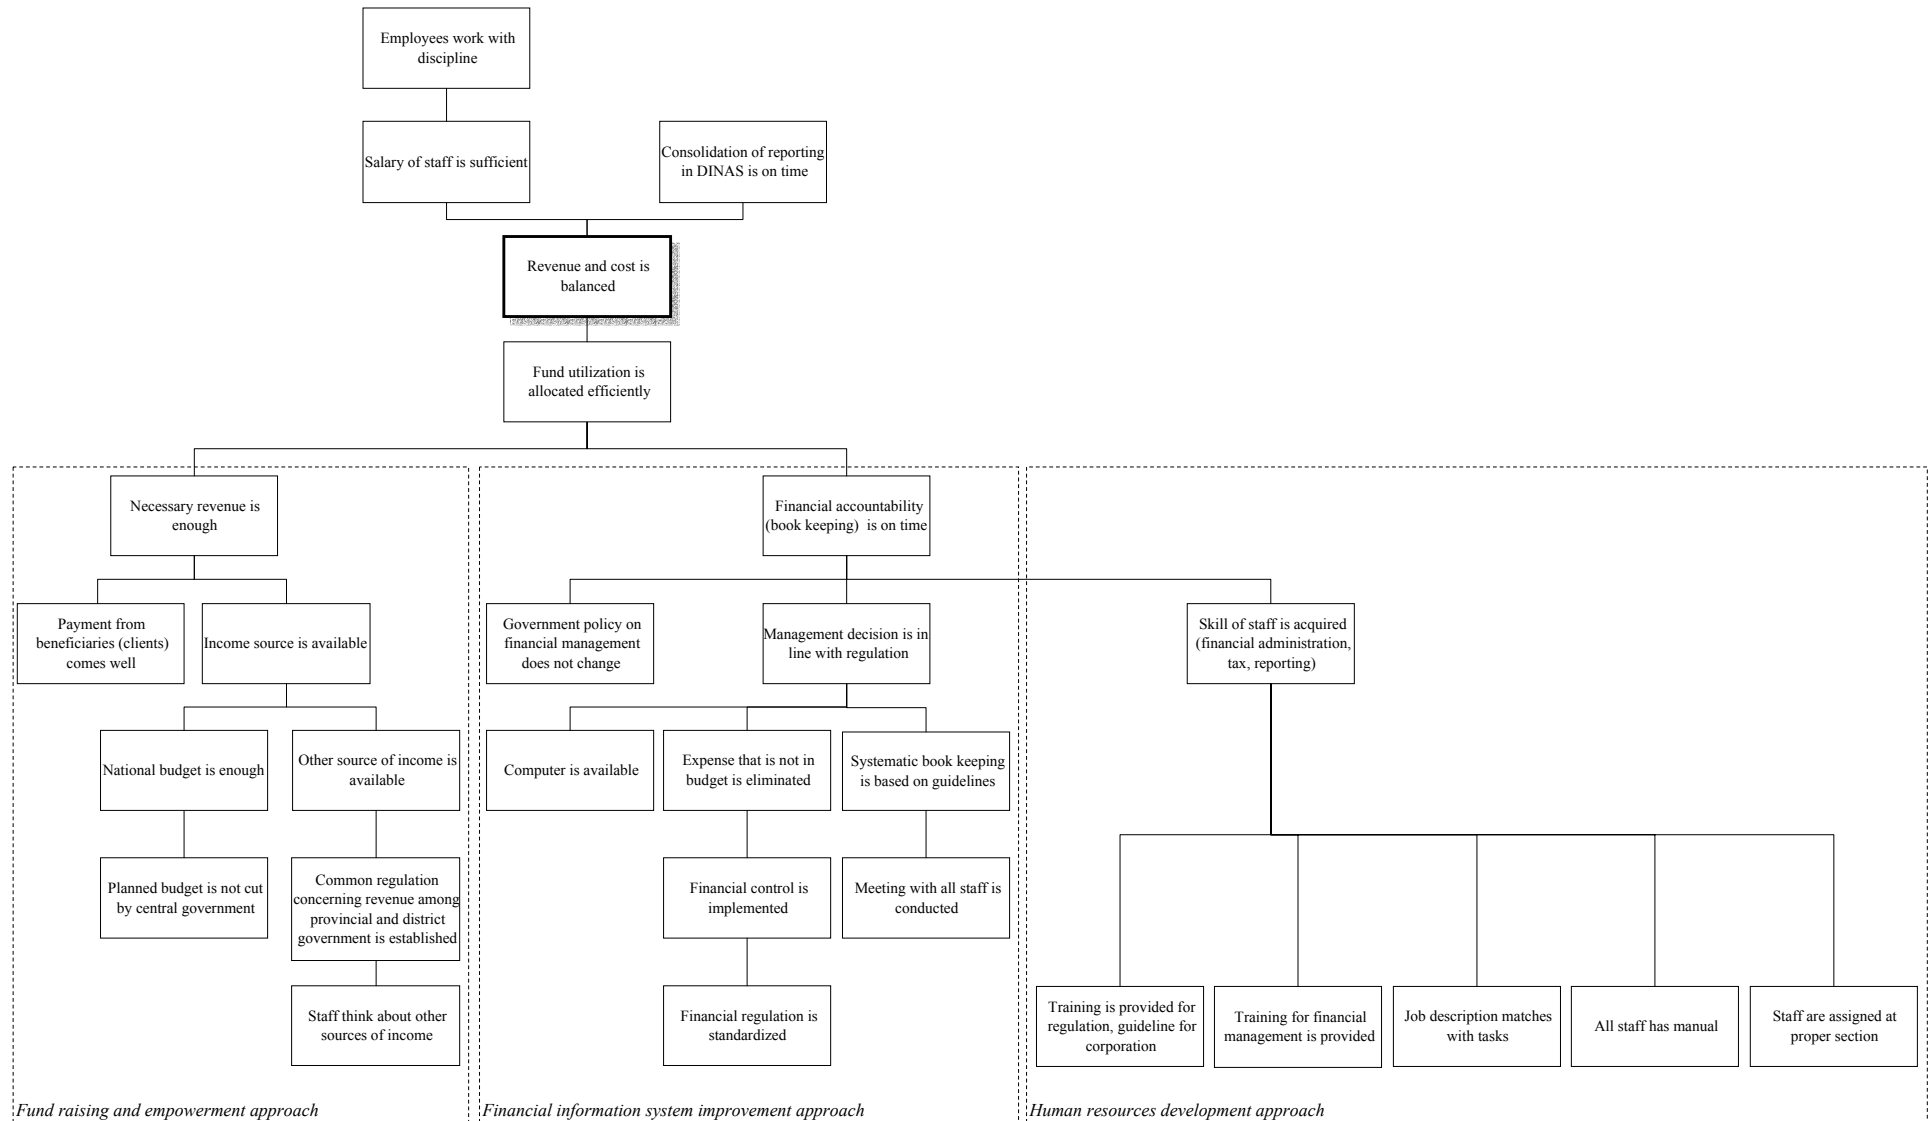 Employees work with
discipline
Salary of staff is sufficient
Consolidation of reporting
in DINAS is on time
Revenue and cost is
balanced
Fund utilization is
allocated efficiently
Necessary revenue is
enough
Financial accountability
(book keeping)  is on time
Payment from
beneficiaries (clients)
comes well
Income source is available
Government policy on
financial management
does not change
Management decision is in
line with regulation
Skill of staff is acquired
(financial administration,
tax, reporting)
National budget is enough
Other source of income is
available
Computer is available
Expense that is not in
budget is eliminated
Systematic book keeping
is based on guidelines
Planned budget is not cut
by central government
Common regulation
concerning revenue among
provincial and district
government is established
Financial control is
implemented
Meeting with all staff is
conducted
Staff think about other
sources of income
Financial regulation is
standardized
Training is provided for
regulation, guideline for
corporation
Training for financial
management is provided
Job description matches
with tasks
All staff has manual
Staff are assigned at
proper section
Fund raising and empowerment approach
Financial information system improvement approach
Human resources development approach